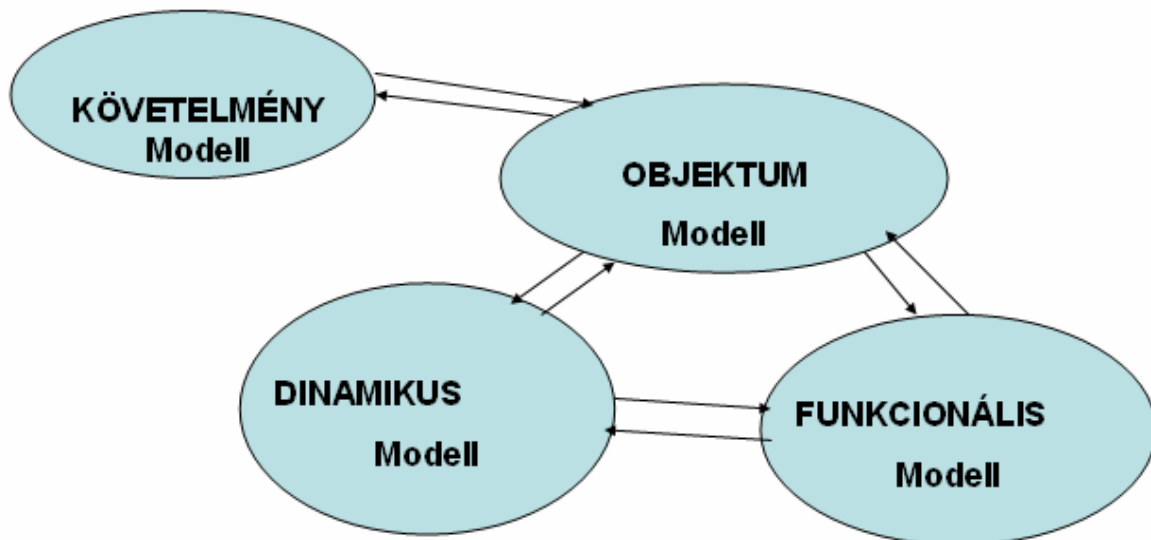 KÖVETELMÉNY
Modell
OBJEKTUM
Modell
DINAMIKUS
Modell
FUNKCIONÁLIS
Modell